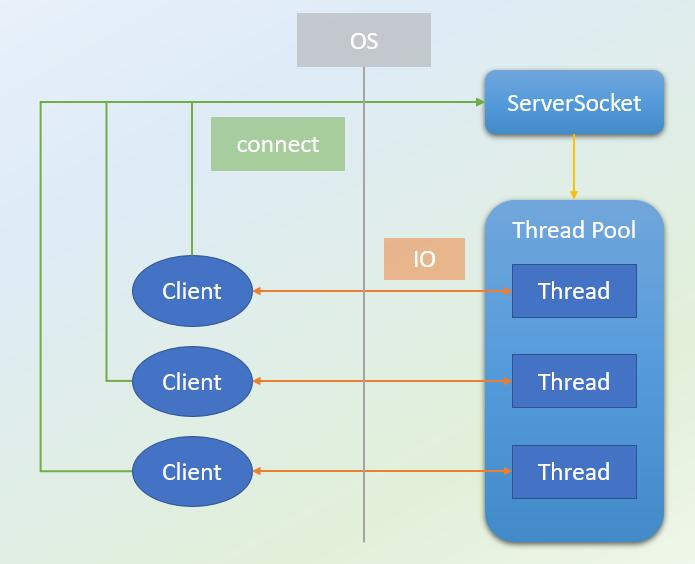 OS
ServerSocket
connect
Thread Pool
IO
Client
Thread
Client
Thread
Client
Thread